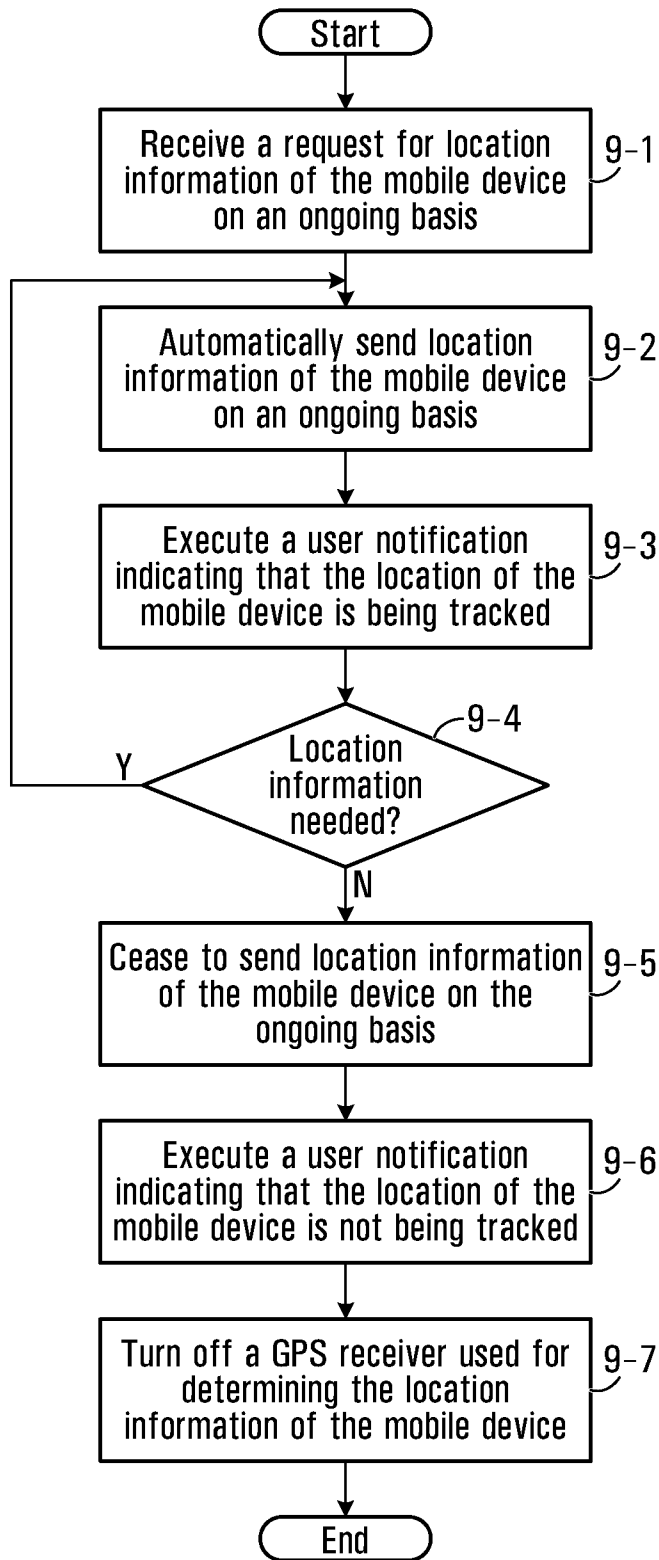 Start
Receive a request for location
information of the mobile device
on an ongoing basis
9-1
Automatically send location
information of the mobile device
on an ongoing basis
9-2
Execute a user notification
indicating that the location of the
mobile device is being tracked
9-3
Location
information
needed?
9-4
Y
N
Cease to send location information
of the mobile device on the
ongoing basis
9-5
Execute a user notification
indicating that the location of the
mobile device is not being tracked
9-6
Turn off a GPS receiver used for
determining the location
information of the mobile device
9-7
End